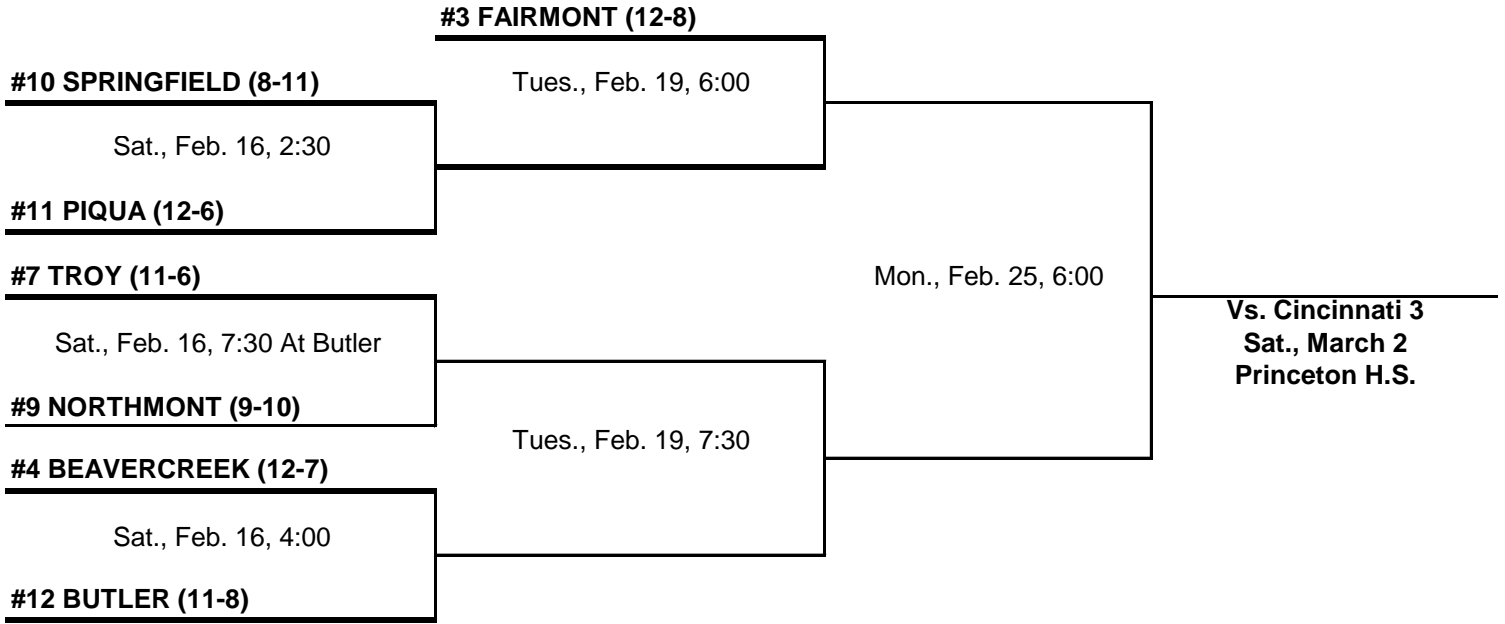 #3 FAIRMONT (12-8)
#10 SPRINGFIELD (8-11)
Tues., Feb. 19, 6:00
Sat., Feb. 16, 2:30
#11 PIQUA (12-6)
#7 TROY (11-6)
Mon., Feb. 25, 6:00
Vs. Cincinnati 3
Sat., March 2
Princeton H.S.
Sat., Feb. 16, 7:30 At Butler
#9 NORTHMONT (9-10)
Tues., Feb. 19, 7:30
#4 BEAVERCREEK (12-7)
Sat., Feb. 16, 4:00
#12 BUTLER (11-8)